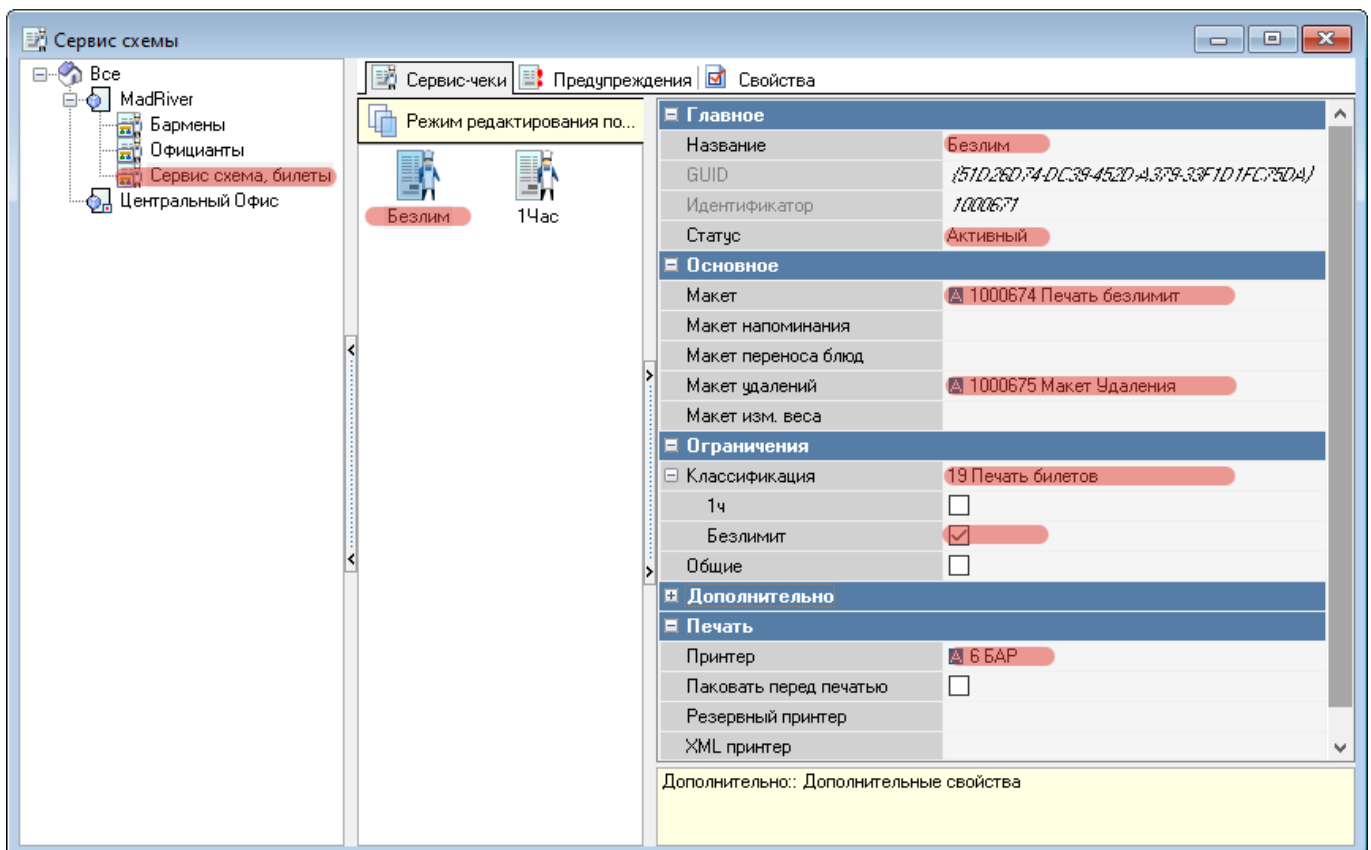 Сервис схемы
Все
MadRiver
Бармены
Официанты
Сервис схема, билеты
Центральный Офис
Сервис-чеки Предупреждения Свойства
Режим редактирования по...
Безлим 1Час
Главное
Название Безлим
GUID {51D26D74-DC39-452D-A379-33F1D1FC75DA}
Идентификатор 1000671
Статус Активный
Основное
Макет 1000674 Печать безлимит
Макет напоминания
Макет переноса блюд
Макет удалений 1000675 Макет Удаления
Макет изм. веса
Ограничения
Классификация 19 Печать билетов
1ч
Безлимит
Общие
Дополнительно
Печать
Принтер 6 БАР
Паковать перед печатью
Резервный принтер
XML принтер
Дополнительно:: Дополнительные свойства